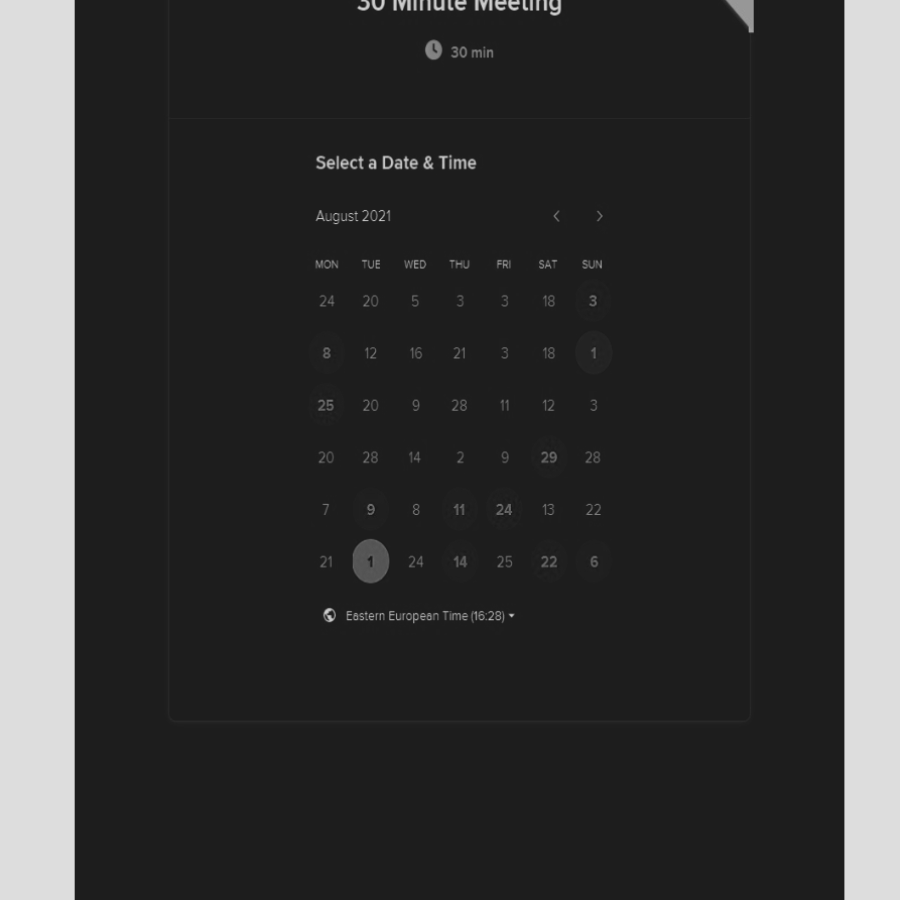 30 Minute Meeting
30 min
Select a Date & Time
August 2021
MON TUE WED THU FRI SAT SUN
24 20 5 3 3 18 3
8 12 16 21 3 18 1
25 20 9 28 11 12 3
20 28 14 2 9 29 28
7 9 8 11 24 13 22
21 1 24 14 25 22 6
Eastern European Time (16:28)